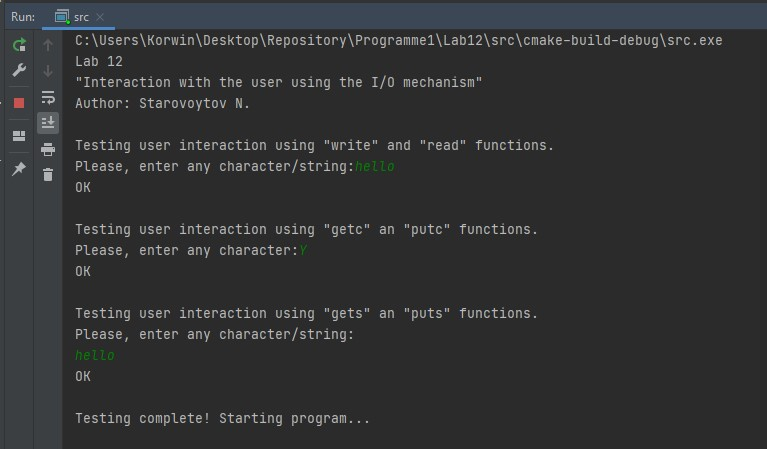 Run:
src
C:\Users\Korwin\Desktop\Repository\Programme1\Lab12\src\cmake-build-debug\src.exe
Lab 12
"Interaction with the user using the I/O mechanism"
Author: Starovoytov N.
Testing user interaction using "write" and "read" functions.
Please, enter any character/string:hello
OK
Testing user interaction using "getc" an "putc" functions.
Please, enter any character:Y
OK
Testing user interaction using "gets" an "puts" functions.
Please, enter any character/string:
hello
OK
Testing complete! Starting program...